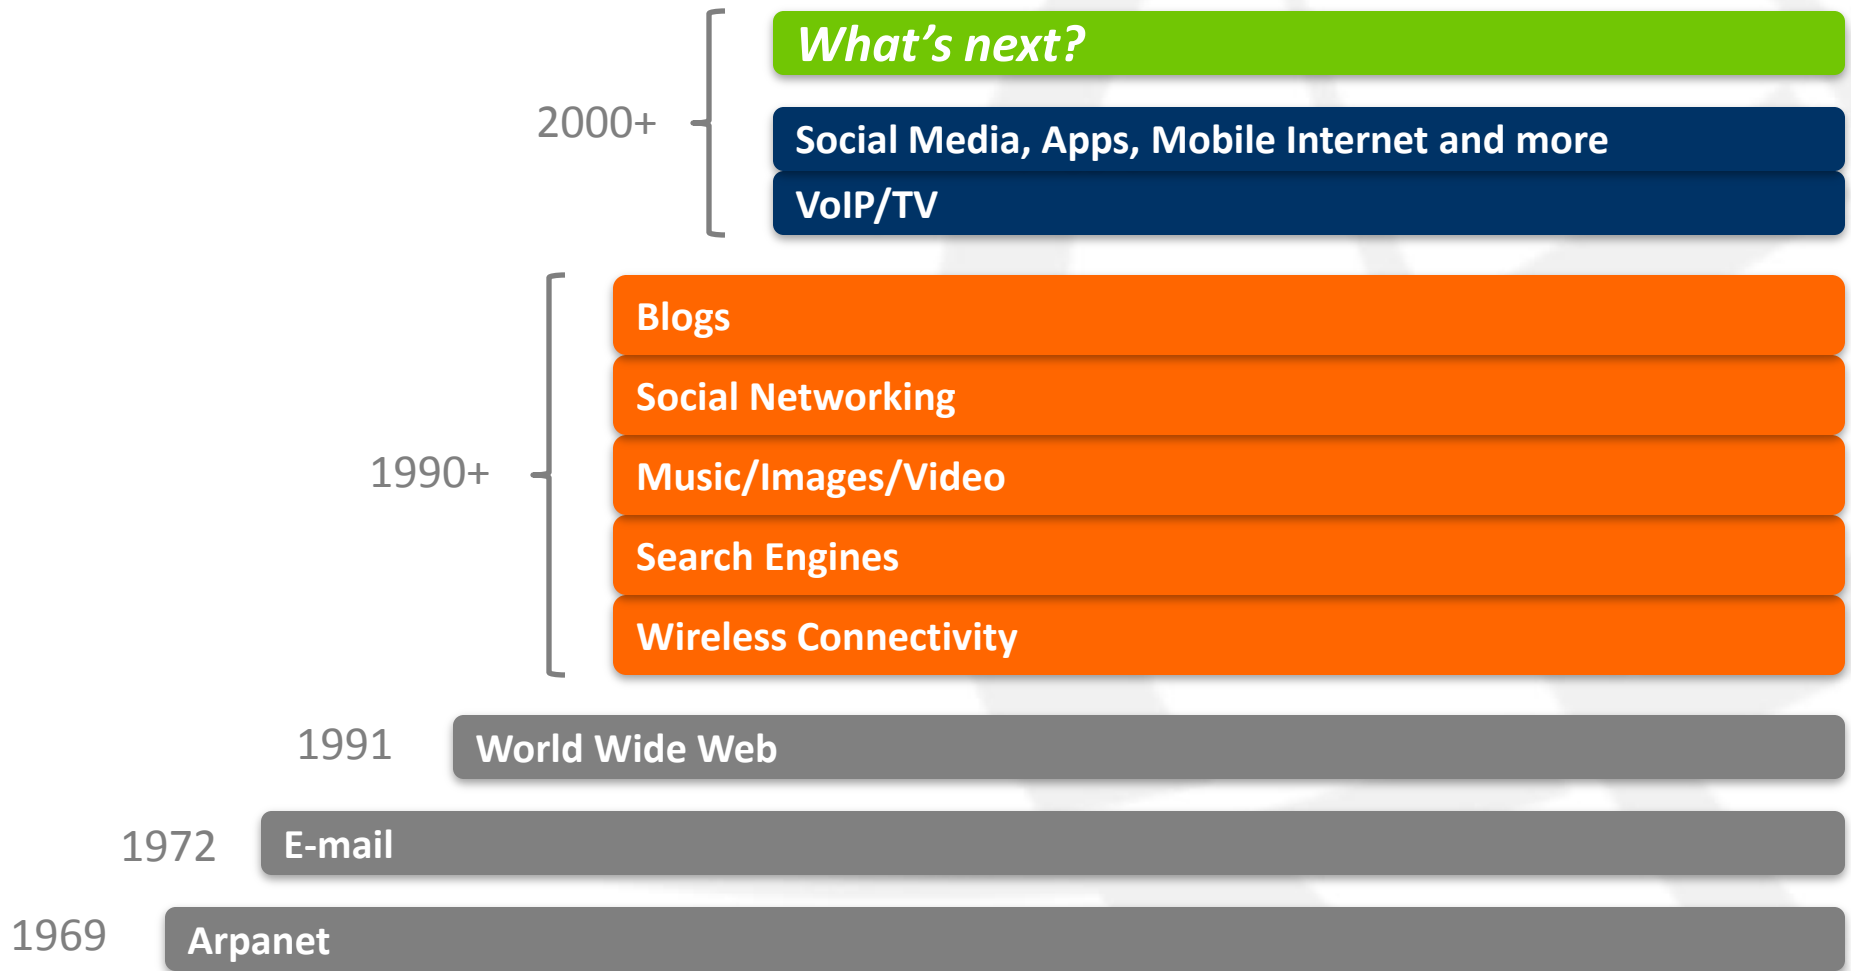 What's next?
2000+
Social Media, Apps, Mobile Internet and more
VoIP/TV
Blogs
Social Networking
1990+
Music/Images/Video
Search Engines
Wireless Connectivity
1991
World Wide Web
1972
E-mail
1969
Arpanet